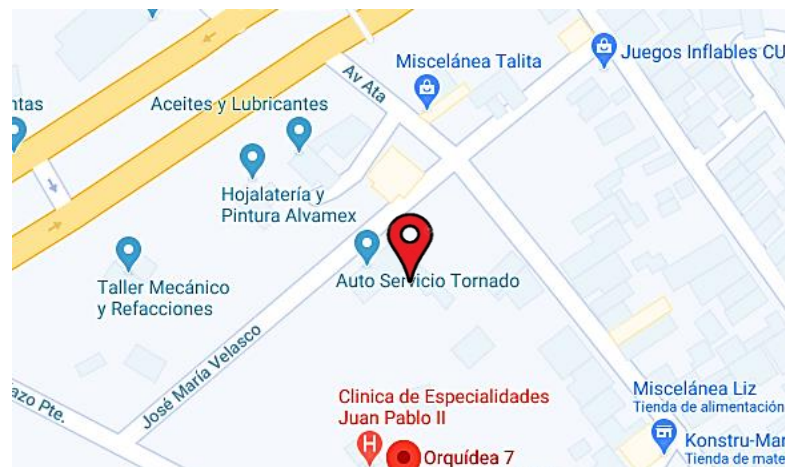 Miscelánea Talita
Juegos Inflables CU
Av Ata
ntas
Aceites y Lubricantes
Hojalatería y
Pintura Alvamex
Auto Servicio Tornado
Taller Mecánico
y Refacciones
José María Velasco
azo Pte.
Clinica de Especialidades
Juan Pablo II
H
Orquídea 7
Miscelánea Liz
Tienda de alimentación
Konstru-Mar
Tienda de mate